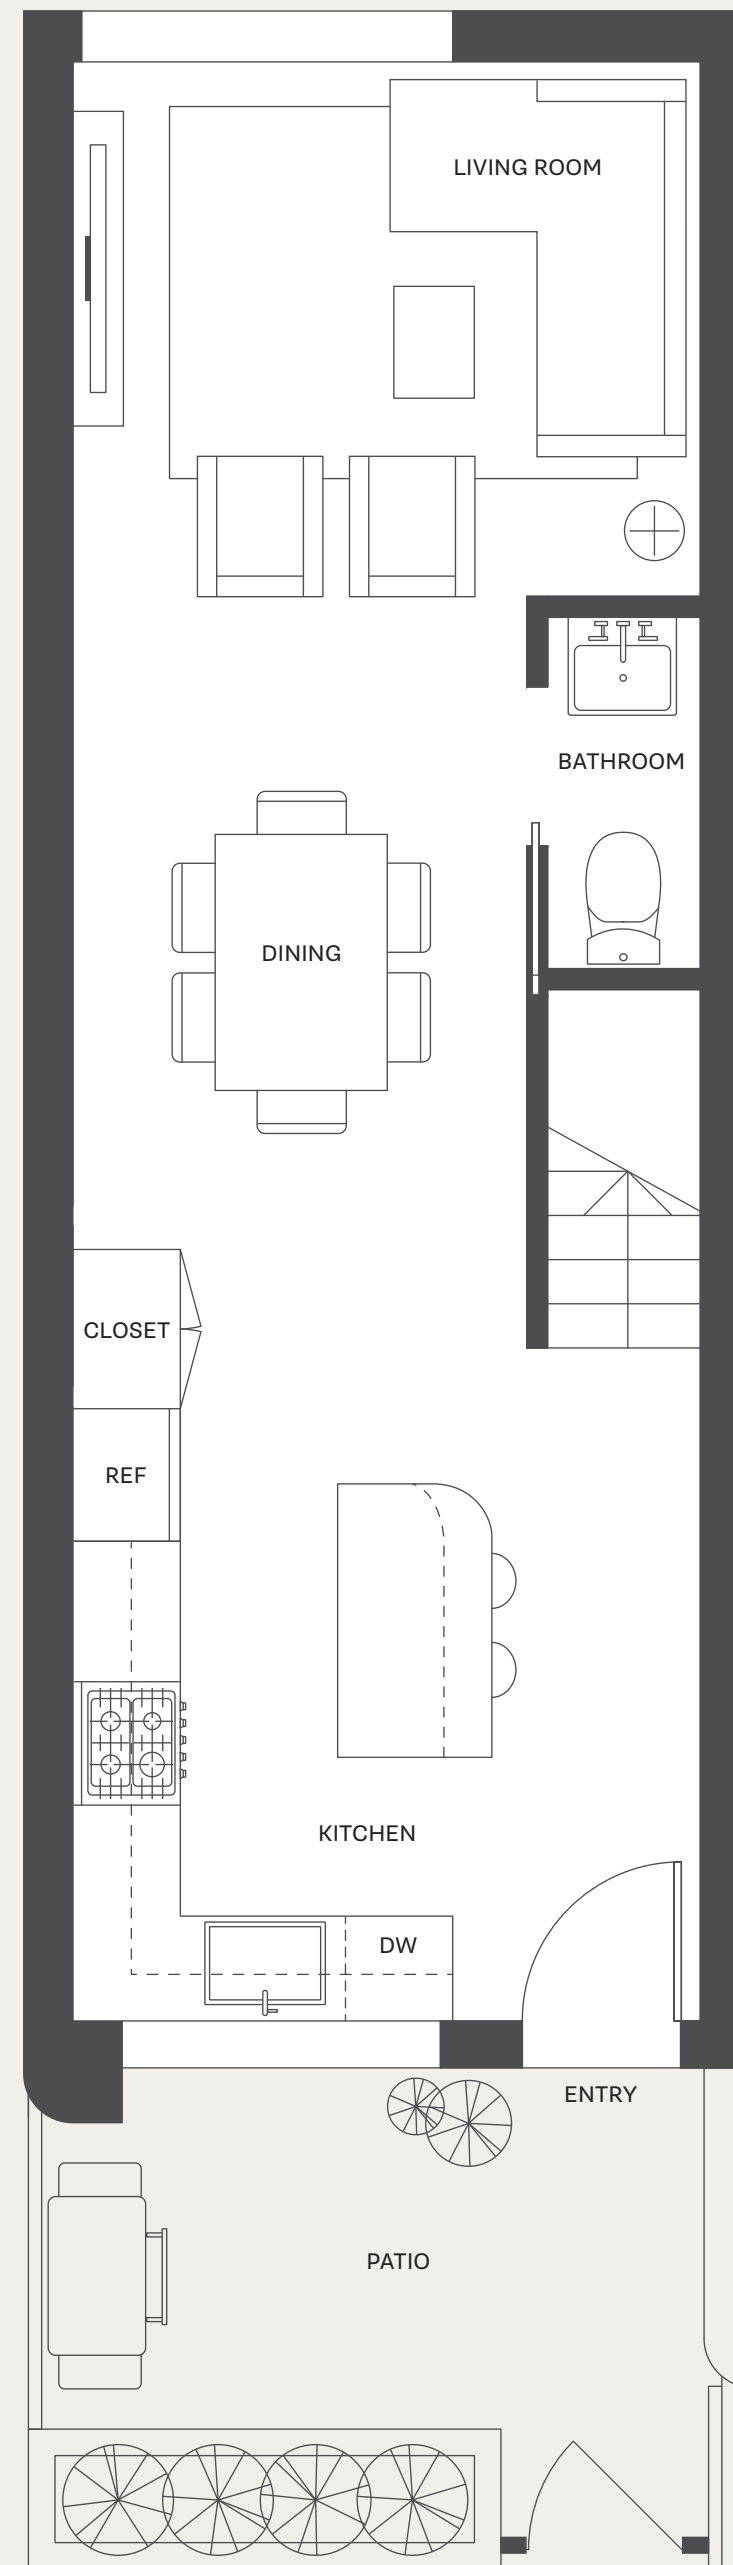 LIVING ROOM
BATHROOM
DINING
CLOSET
REF
KITCHEN
DW
ENTRY
PATIO